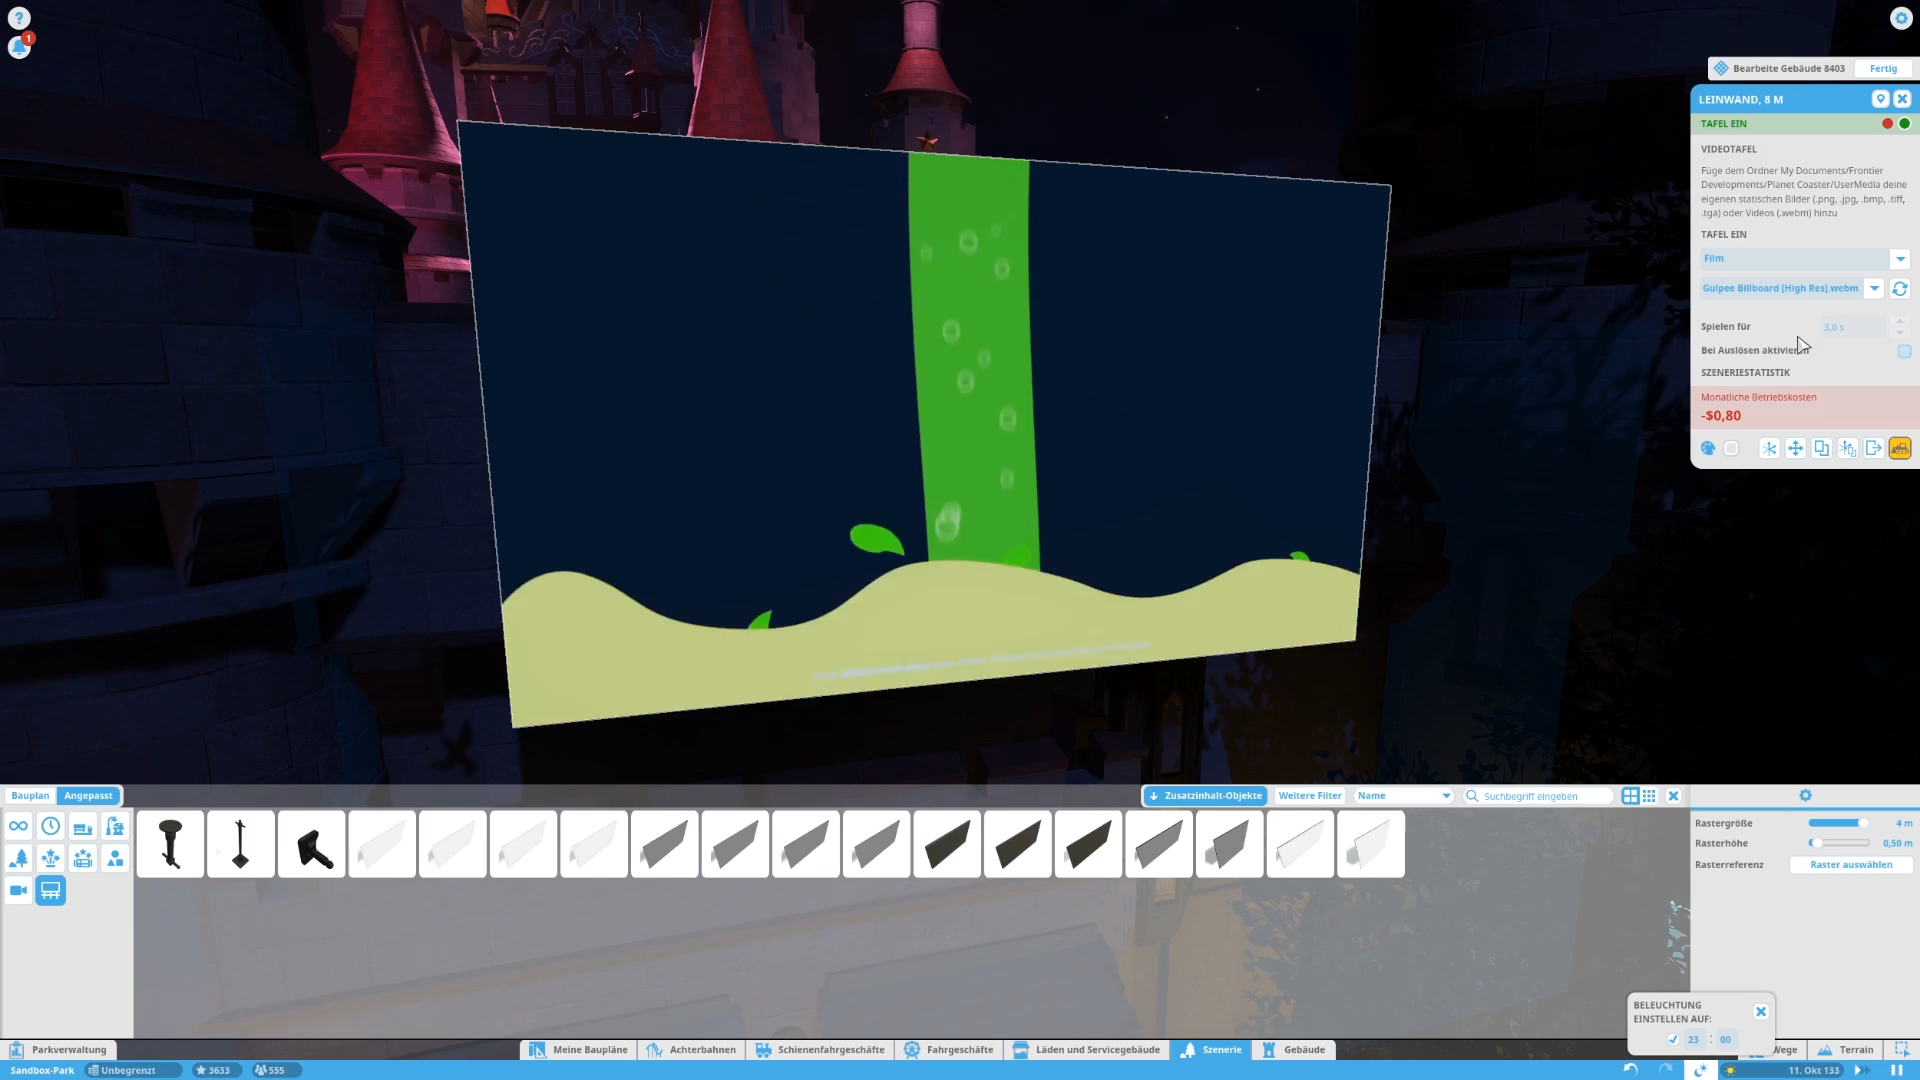 ?
1
Bearbeite Gebäude 8403
Fertig
LEINWAND, 8 M
TAFEL EIN
VIDEOTAFEL
Füge dem Ordner My Documents/Frontier
Developments/Planet Coaster/UserMedia deine
eigenen statischen Bilder (.png, .jpg, .bmp, .tiff,
.tga) oder Videos (.webm) hinzu
TAFEL EIN
Film
Gulpee Billboard [High Res].webm
Spielen für
3,0 s
Bei Auslösen aktivieren
SZENERIESTATISTIK
Monatliche Betriebskosten
-$0,80
Bauplan
Angepasst
Zusatzinhalt-Objekte
Weitere Filter
Name
Suchbegriff eingeben
Rastergröße
4 m
Rasterhöhe
0,50 m
Rasterreferenz
Raster auswählen
BELEUCHTUNG
EINSTELLEN AUF:
23 : 00
Parkverwaltung
Meine Baupläne
Achterbahnen
Schienenfahrgeschäfte
Fahrgeschäfte
Läden und Servicegebäude
Szenerie
Gebäude
Wege
Terrain
Sandbox-Park
Unbegrenzt
3633
555
11. Okt 133